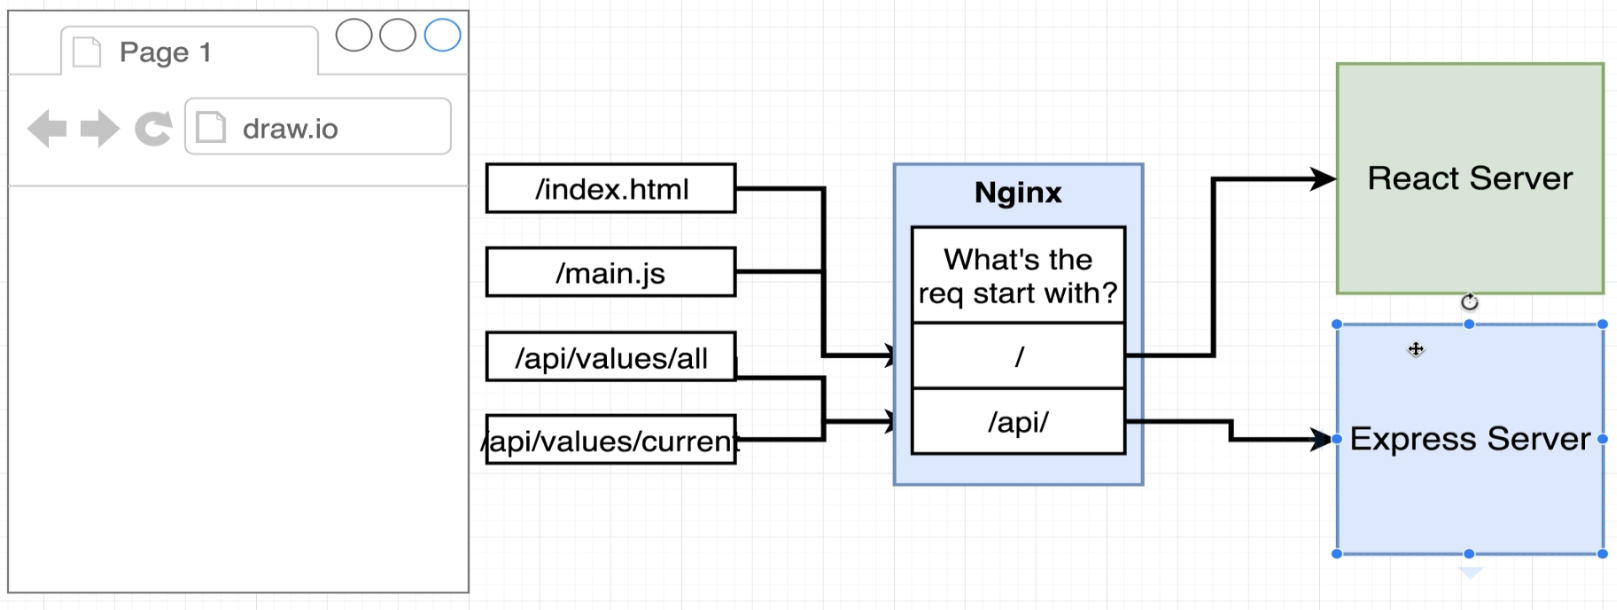 Page 1
draw.io
/index.html
/main.js
/api/values/all
/api/values/current
Nginx
What's the
req start with?
/
/api/
React Server
Express Server